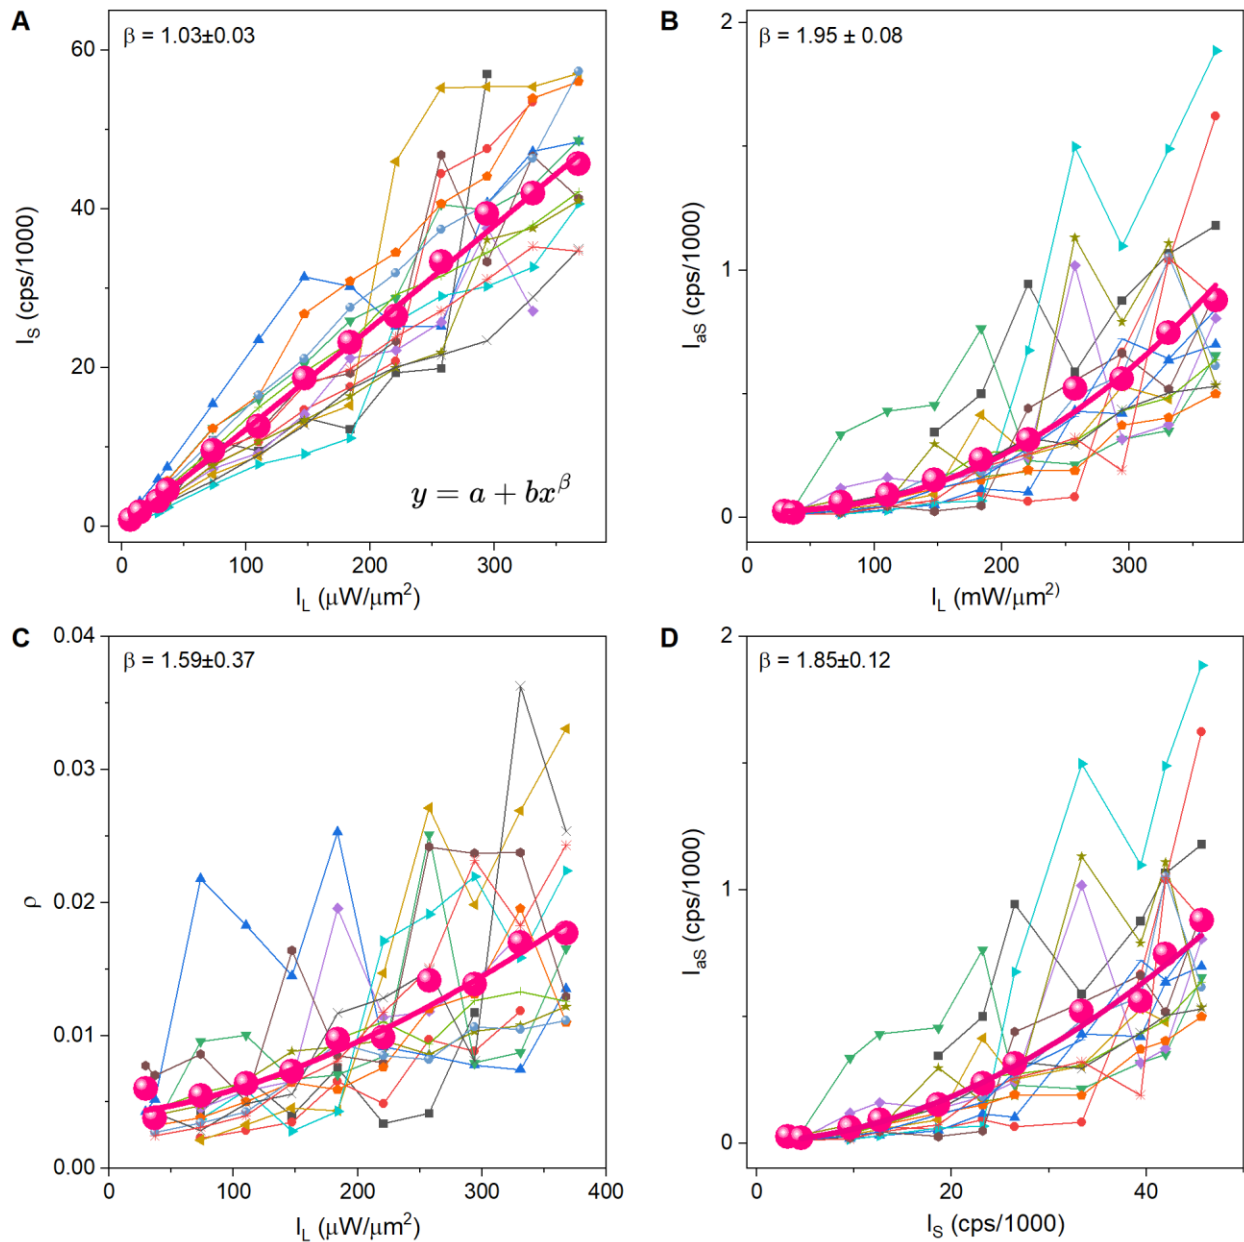 A
β = 1.03±0.03
60
40
20
0
I_S (cps/1000)
y = a + bx^β
0 100 200 300
I_L (μW/μm²)
B
β = 1.95 ± 0.08
2
1
0
I_aS (cps/1000)
0 100 200 300
I_L (mW/μm²⁾
C
0.04
β = 1.59±0.37
0.03
0.02
0.01
0.00
ρ
0 100 200 300 400
I_L (μW/μm²)
D
2
β = 1.85±0.12
1
0
I_aS (cps/1000)
0 20 40
I_S (cps/1000)